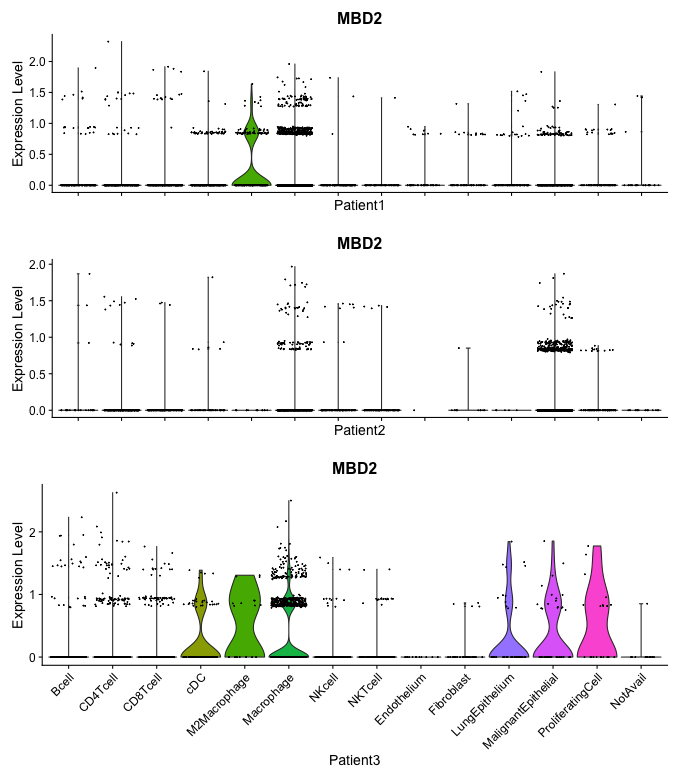 MBD2
Expression Level
2.0
1.5
1.0
0.5
0.0
Patient1
MBD2
Expression Level
2.0
1.5
1.0
0.5
0.0
Patient2
MBD2
Expression Level
2
1
0
Bcell
CD4Tcell
CD8Tcell
cDC
M2Macrophage
Macrophage
NKcell
NKTcell
Endothelium
Fibroblast
LungEpithelium
MalignantEpithelial
ProliferatingCell
NotAvail
Patient3